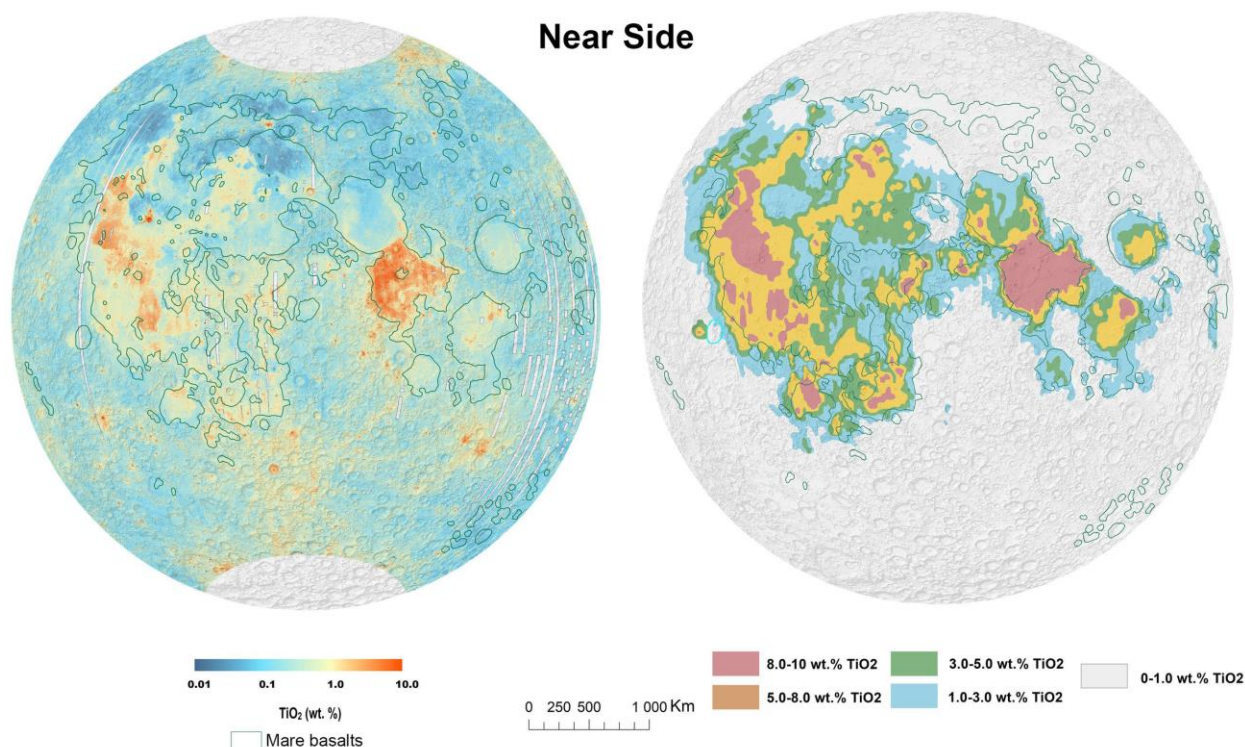 Near Side
0.01 0.1 1.0 10.0
TiO₂ (wt. %)
Mare basalts
0 250 500 1 000 Km
8.0-10 wt.% TiO2
5.0-8.0 wt.% TiO2
3.0-5.0 wt.% TiO2
1.0-3.0 wt.% TiO2
0-1.0 wt.% TiO2